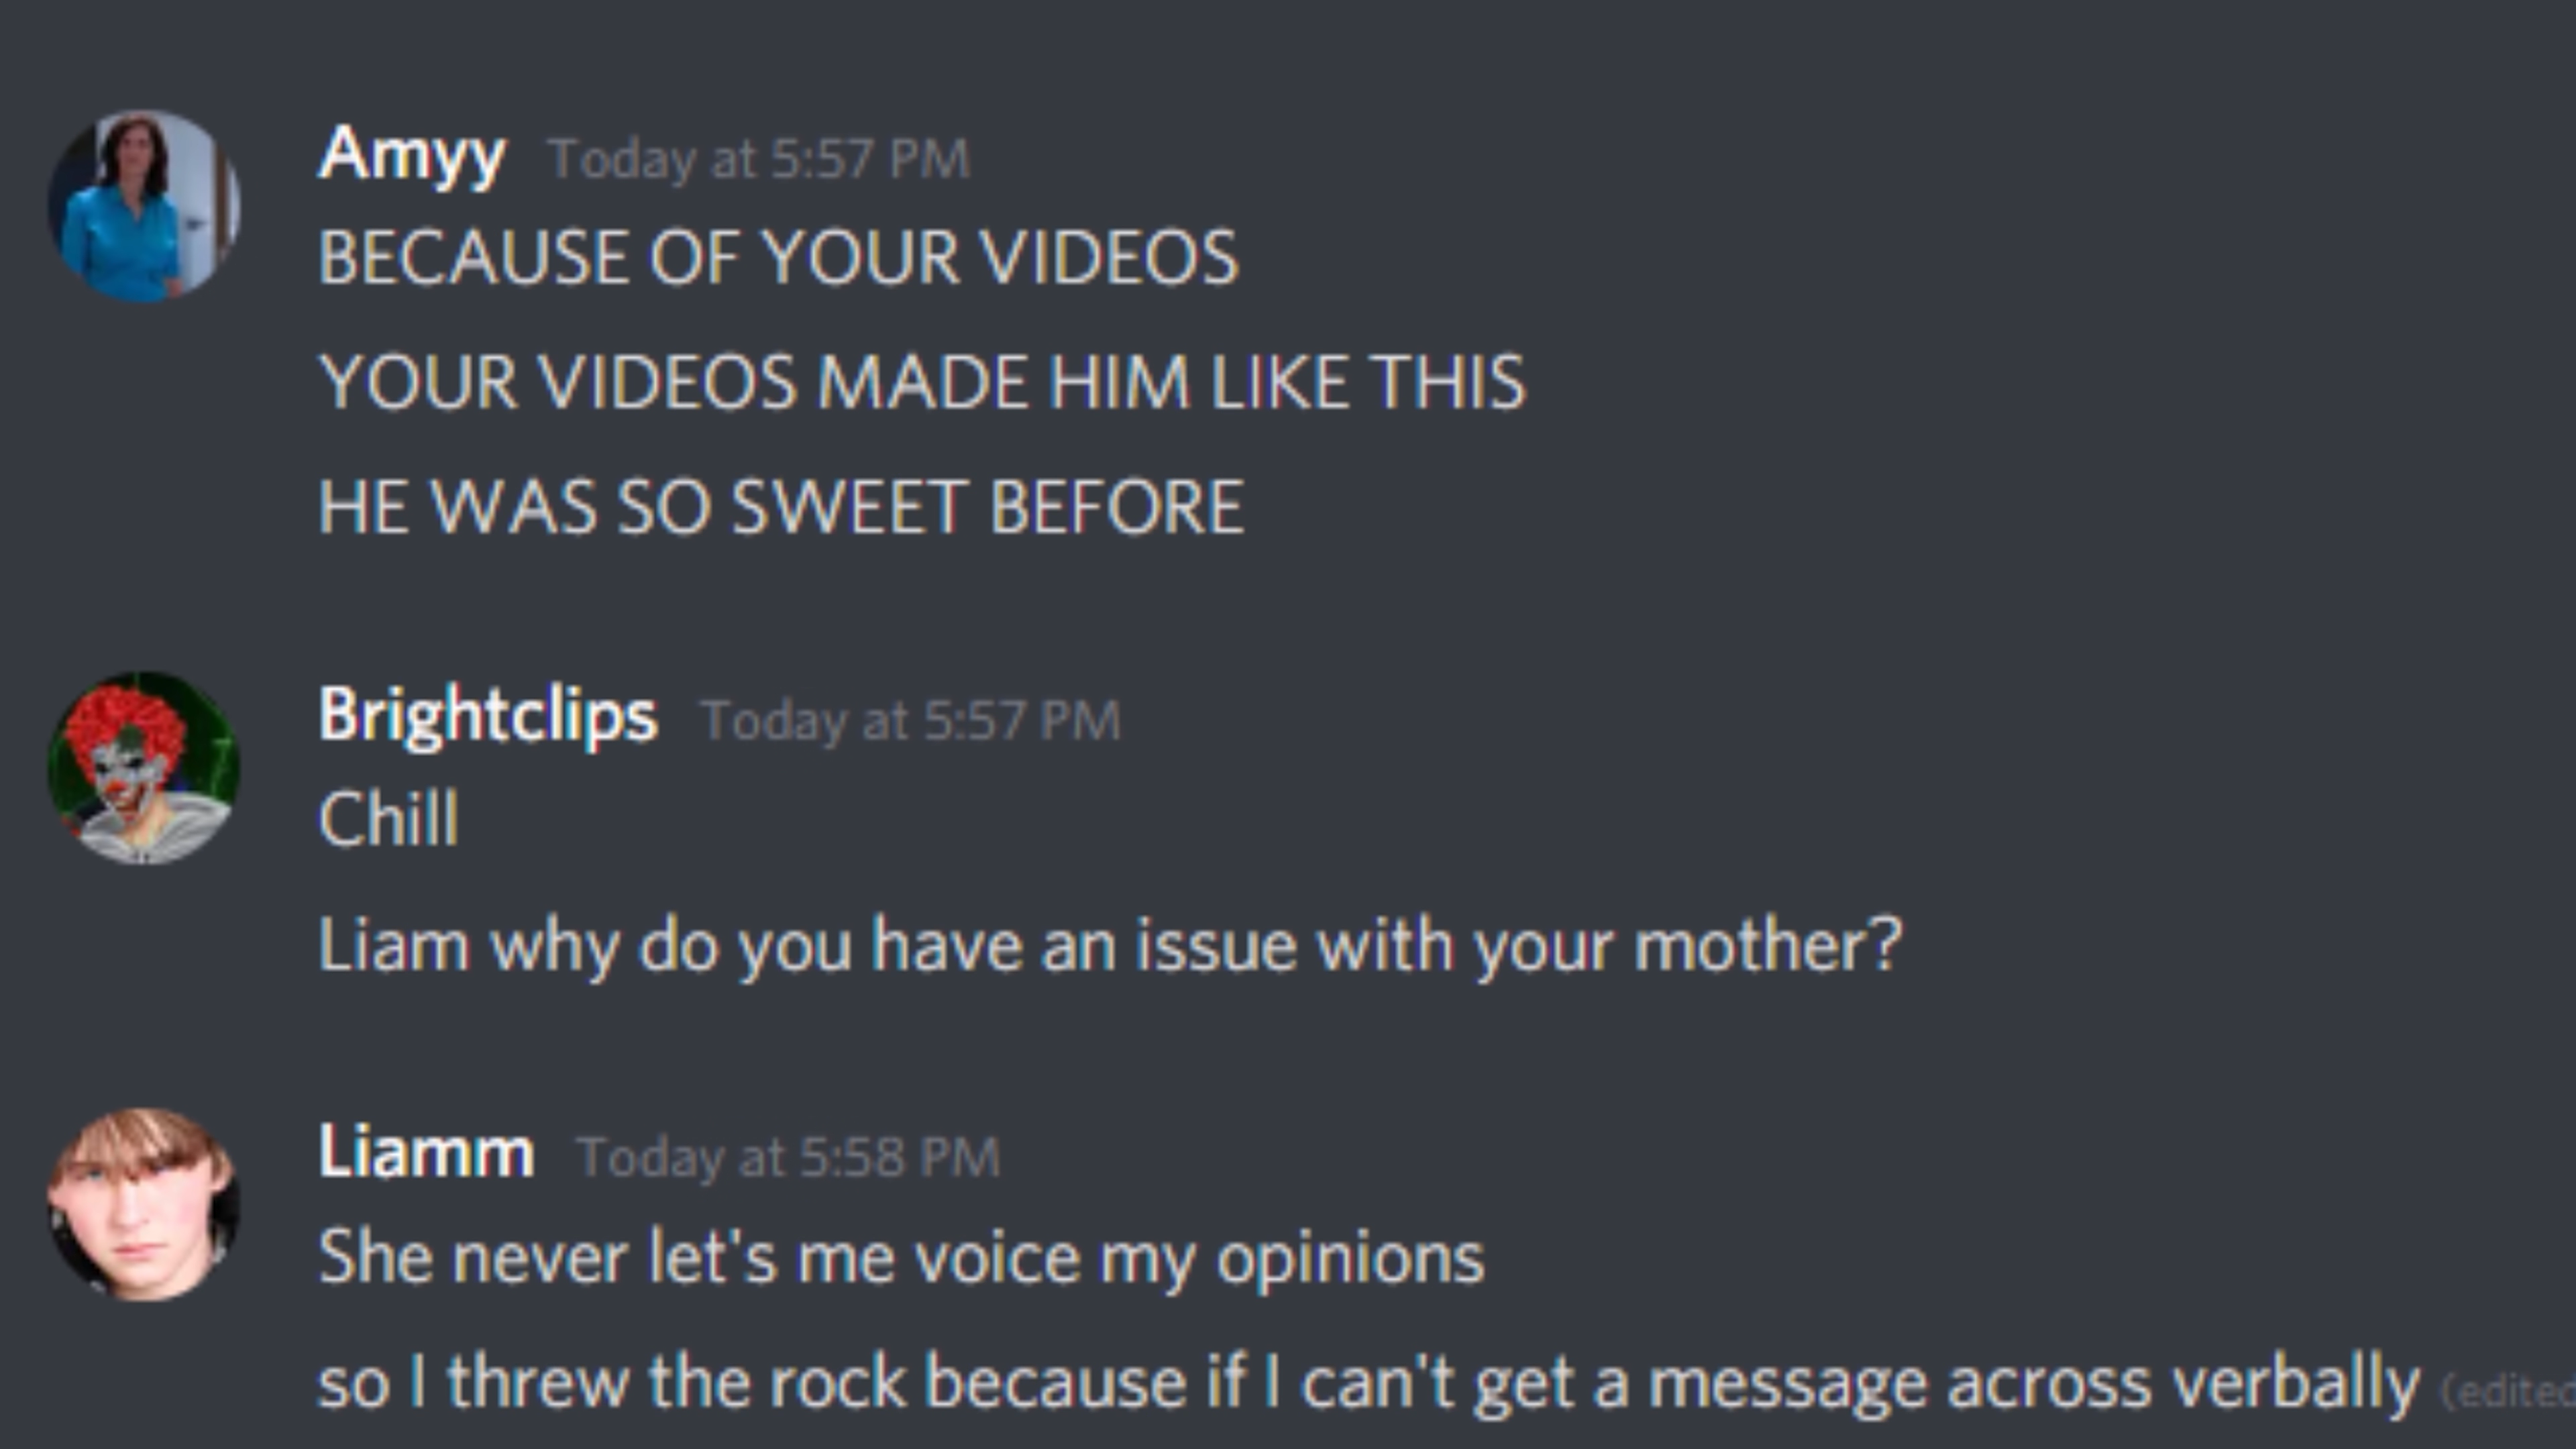 Amyy Today at 5:57 PM
BECAUSE OF YOUR VIDEOS
YOUR VIDEOS MADE HIM LIKE THIS
HE WAS SO SWEET BEFORE
Brightclips Today at 5:57 PM
Chill
Liam why do you have an issue with your mother?
Liamm Today at 5:58 PM
She never let's me voice my opinions
so I threw the rock because if I can't get a message across verbally (edited